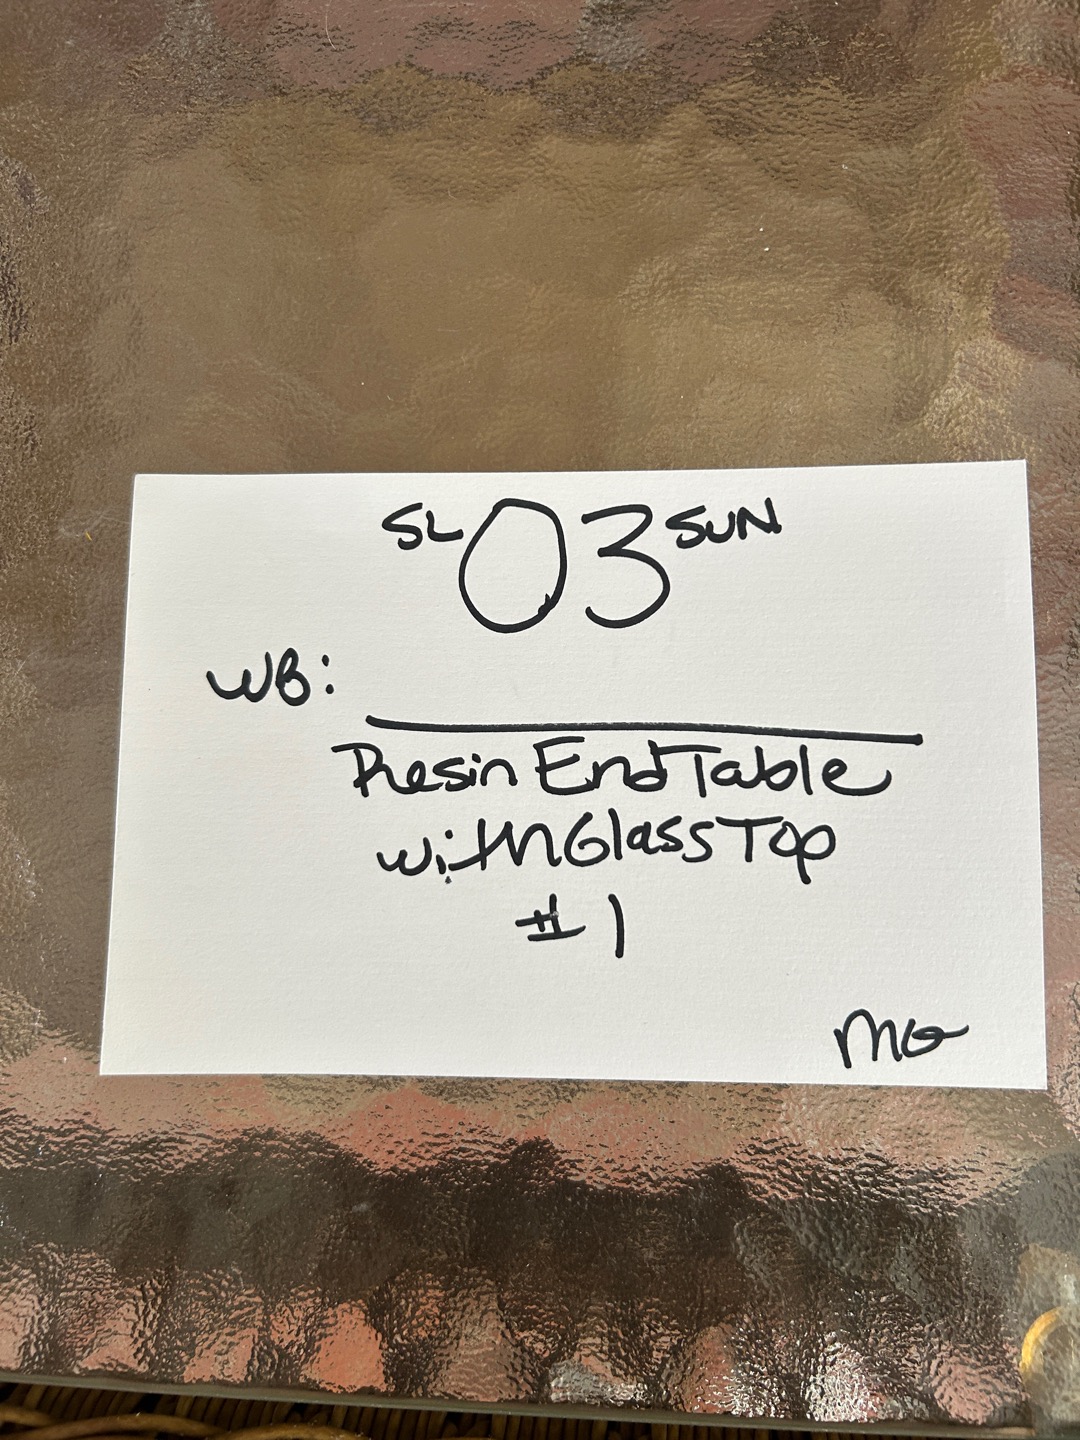 SL 03 SUN
WB:
Resin End Table
with Glass Top
#1
MG